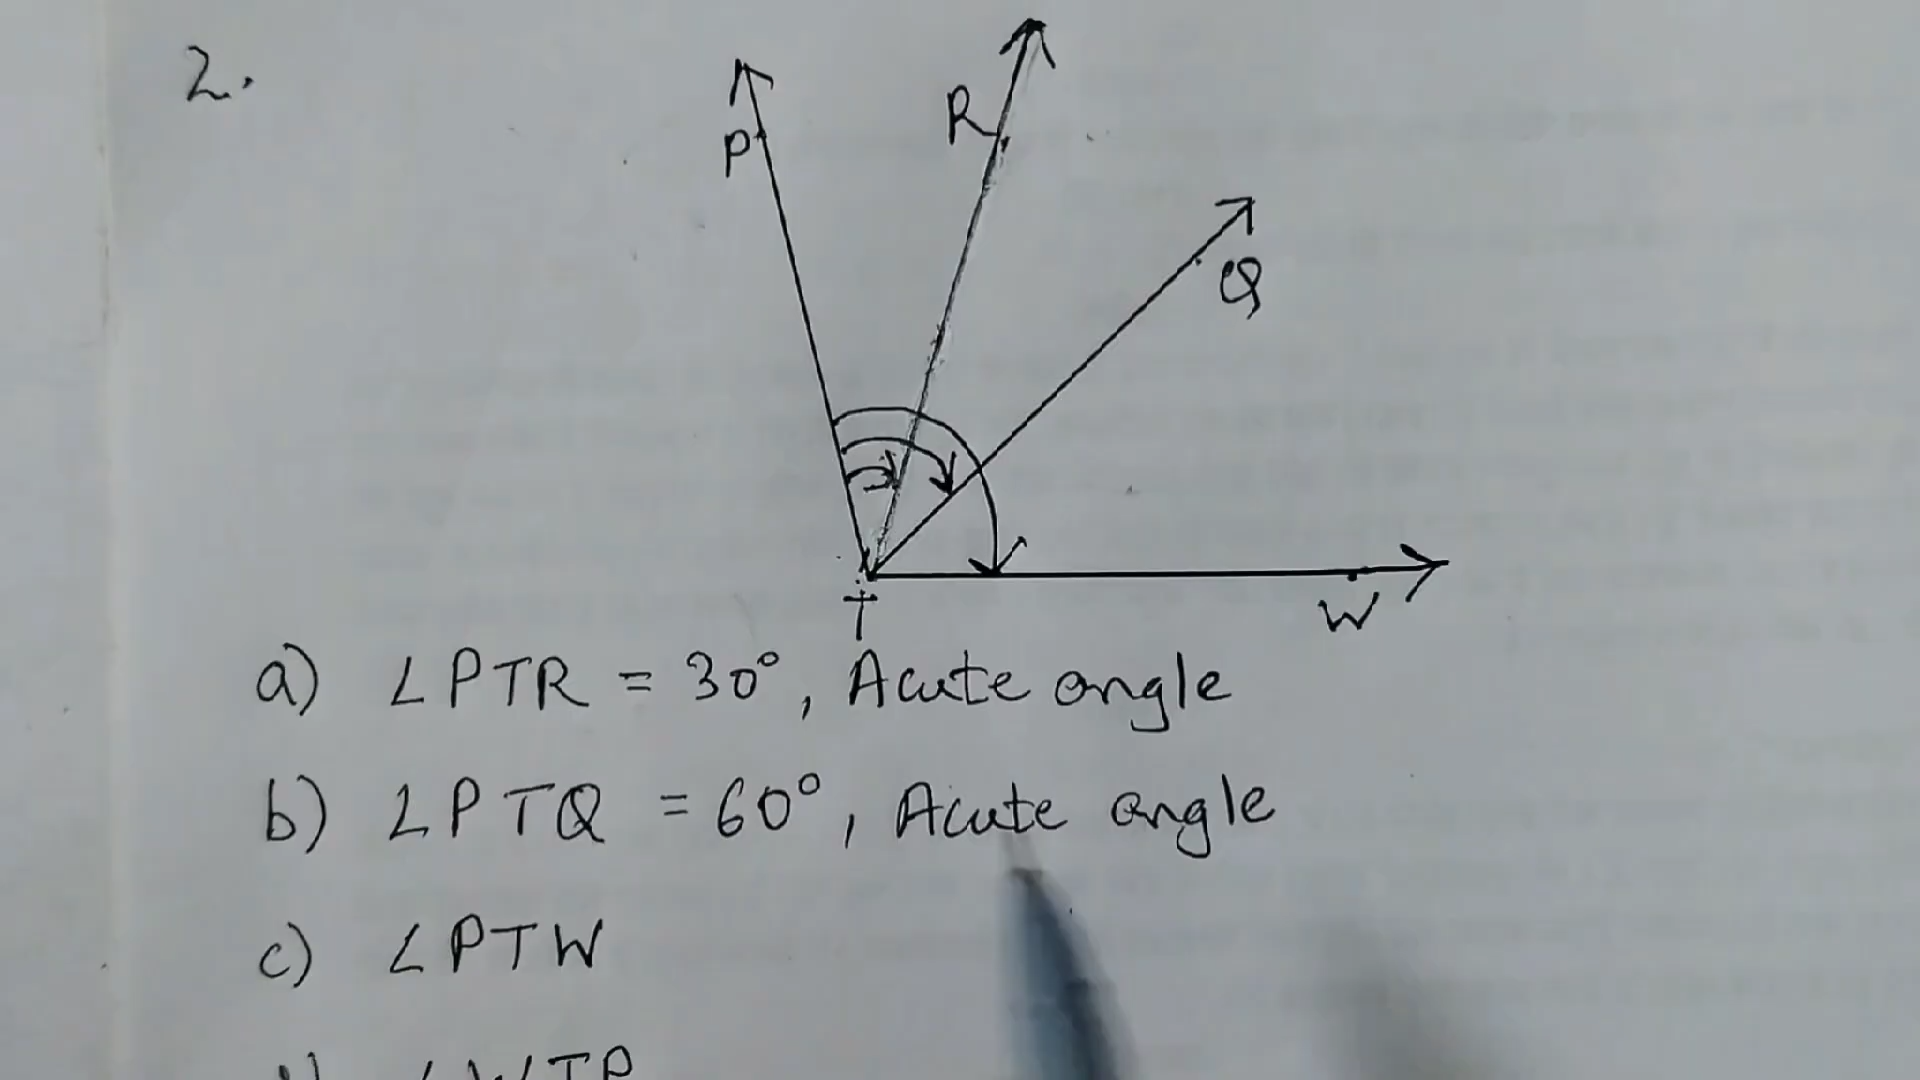 2.
P
R
Q
T
W
a) ∠PTR = 30°, Acute angle
b) ∠PTQ = 60°, Acute angle
c) ∠PTW